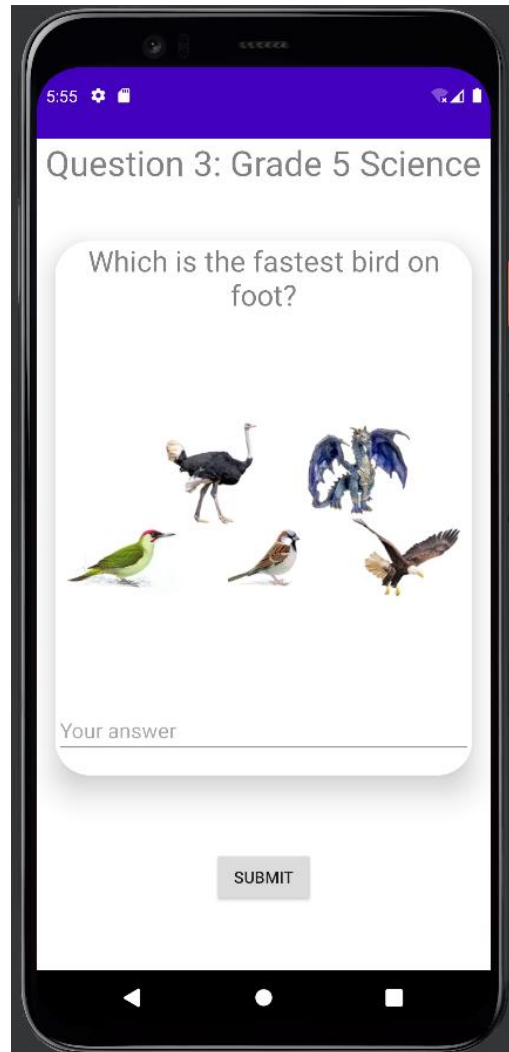 5:55
Question 3: Grade 5 Science
Which is the fastest bird on
foot?
Your answer
SUBMIT